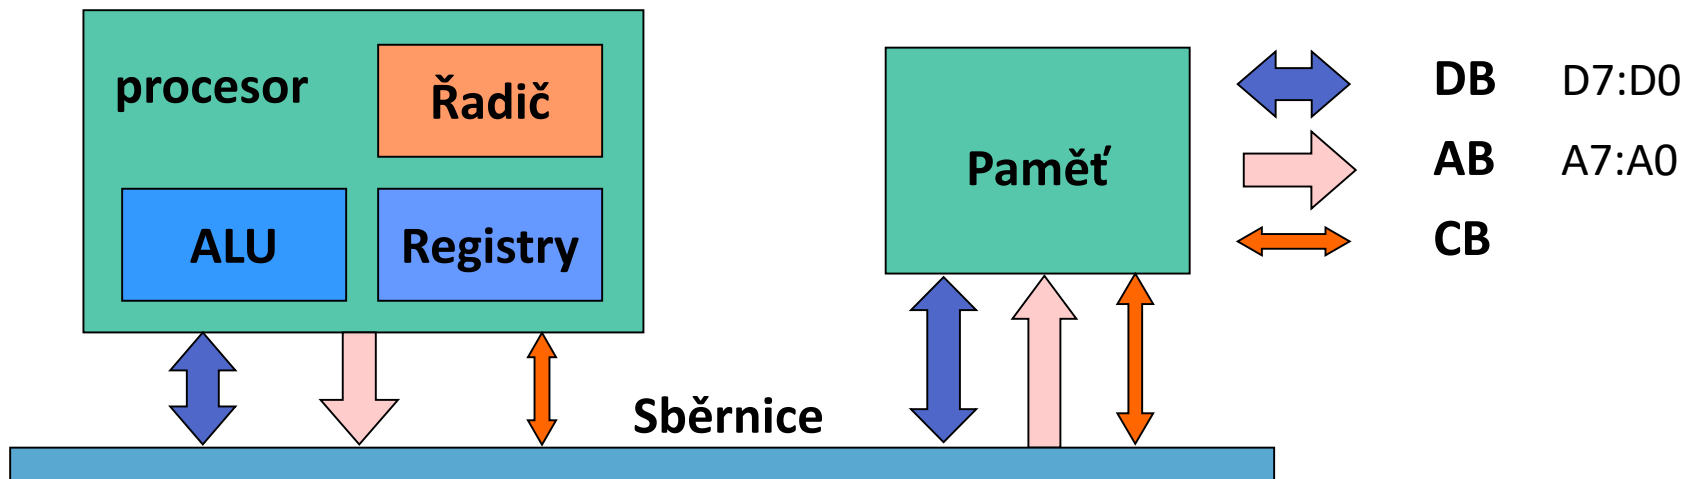 procesor
Řadič
ALU
Registry
Paměť
Sběrnice
DB D7:D0
AB A7:A0
CB